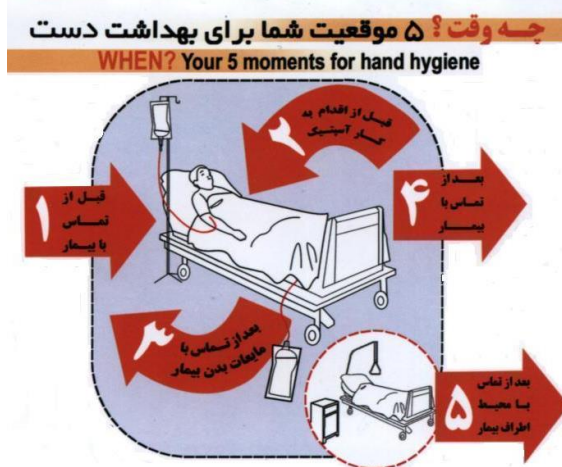 چه وقت؟ ۵ موقعیت شما برای بهداشت دست
WHEN? Your 5 moments for hand hygiene
۱
قبل از
تماس
با بیمار
۲
قبل از اقدام به
کار آسپتیک
۳
بعد از تماس با
مایعات بدن بیمار
۴
بعد از
تماس با
بیمار
۵
بعد از تماس
با محیط
اطراف بیمار